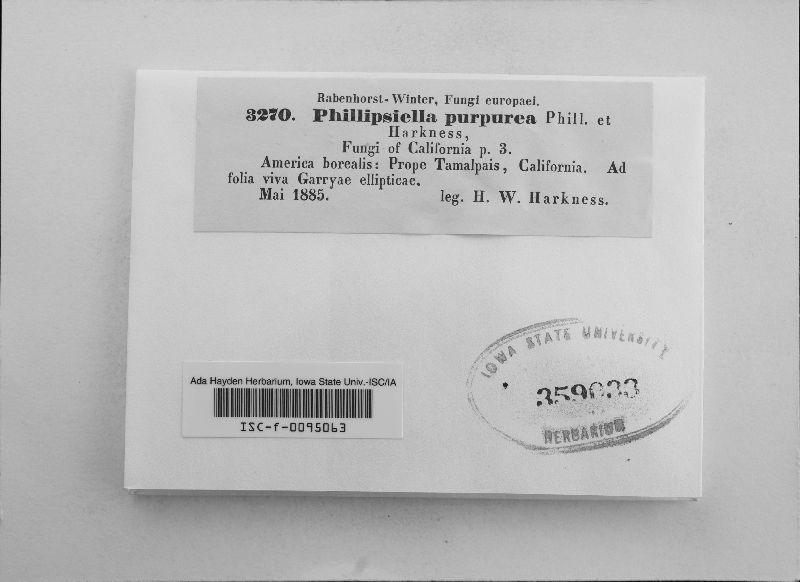 Rabenhorst-Winter, Fungi europaei.
3270. Phillipsiella purpurea Phill. et
Harkness,
Fungi of California p. 3.
America borealis: Prope Tamalpais, California. Ad
folia viva Garryae ellipticae.
Mai 1885. leg. H. W. Harkness.
IOWA STATE UNIVERSITY
359033
HERBARIUM
Ada Hayden Herbarium, Iowa State Univ.-ISC/IA
ISC-f-0095063